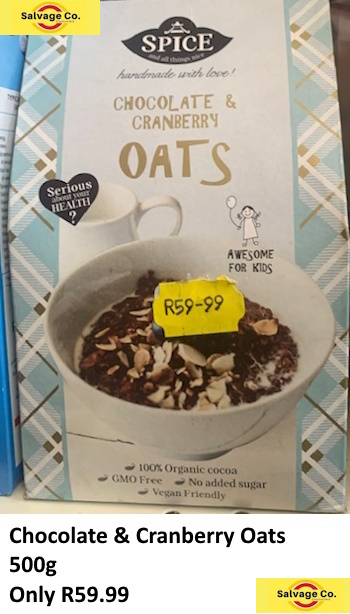 Salvage Co.
SPICE
and all things nice
handmade with love!
CHOCOLATE &
CRANBERRY
OATS
Serious
about your
HEALTH
?
AWESOME
FOR KIDS
R59-99
100% Organic cocoa
GMO Free No added sugar
Vegan Friendly
Chocolate & Cranberry Oats
500g
Only R59.99
Salvage Co.